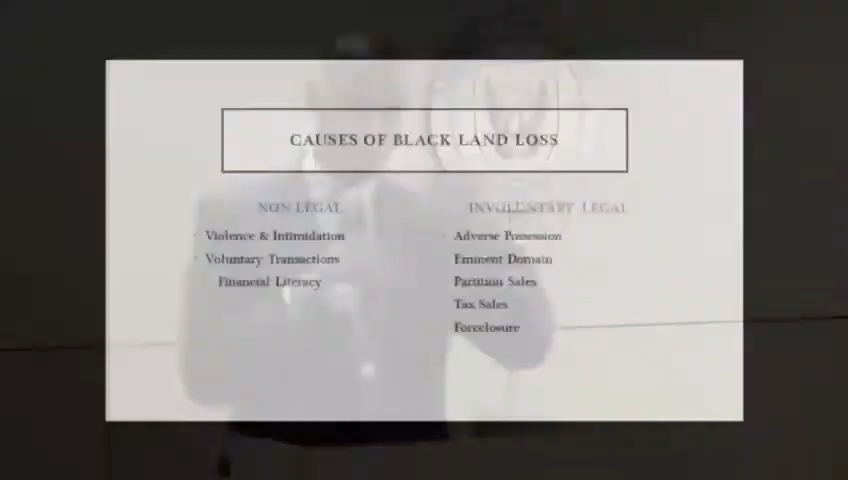 CAUSES OF BLACK LAND LOSS
NON LEGAL
Violence & Intimidation
Voluntary Transactions
Financial Literacy
INVOLUNTARY LEGAL
Adverse Possession
Eminent Domain
Partition Sales
Tax Sales
Foreclosure